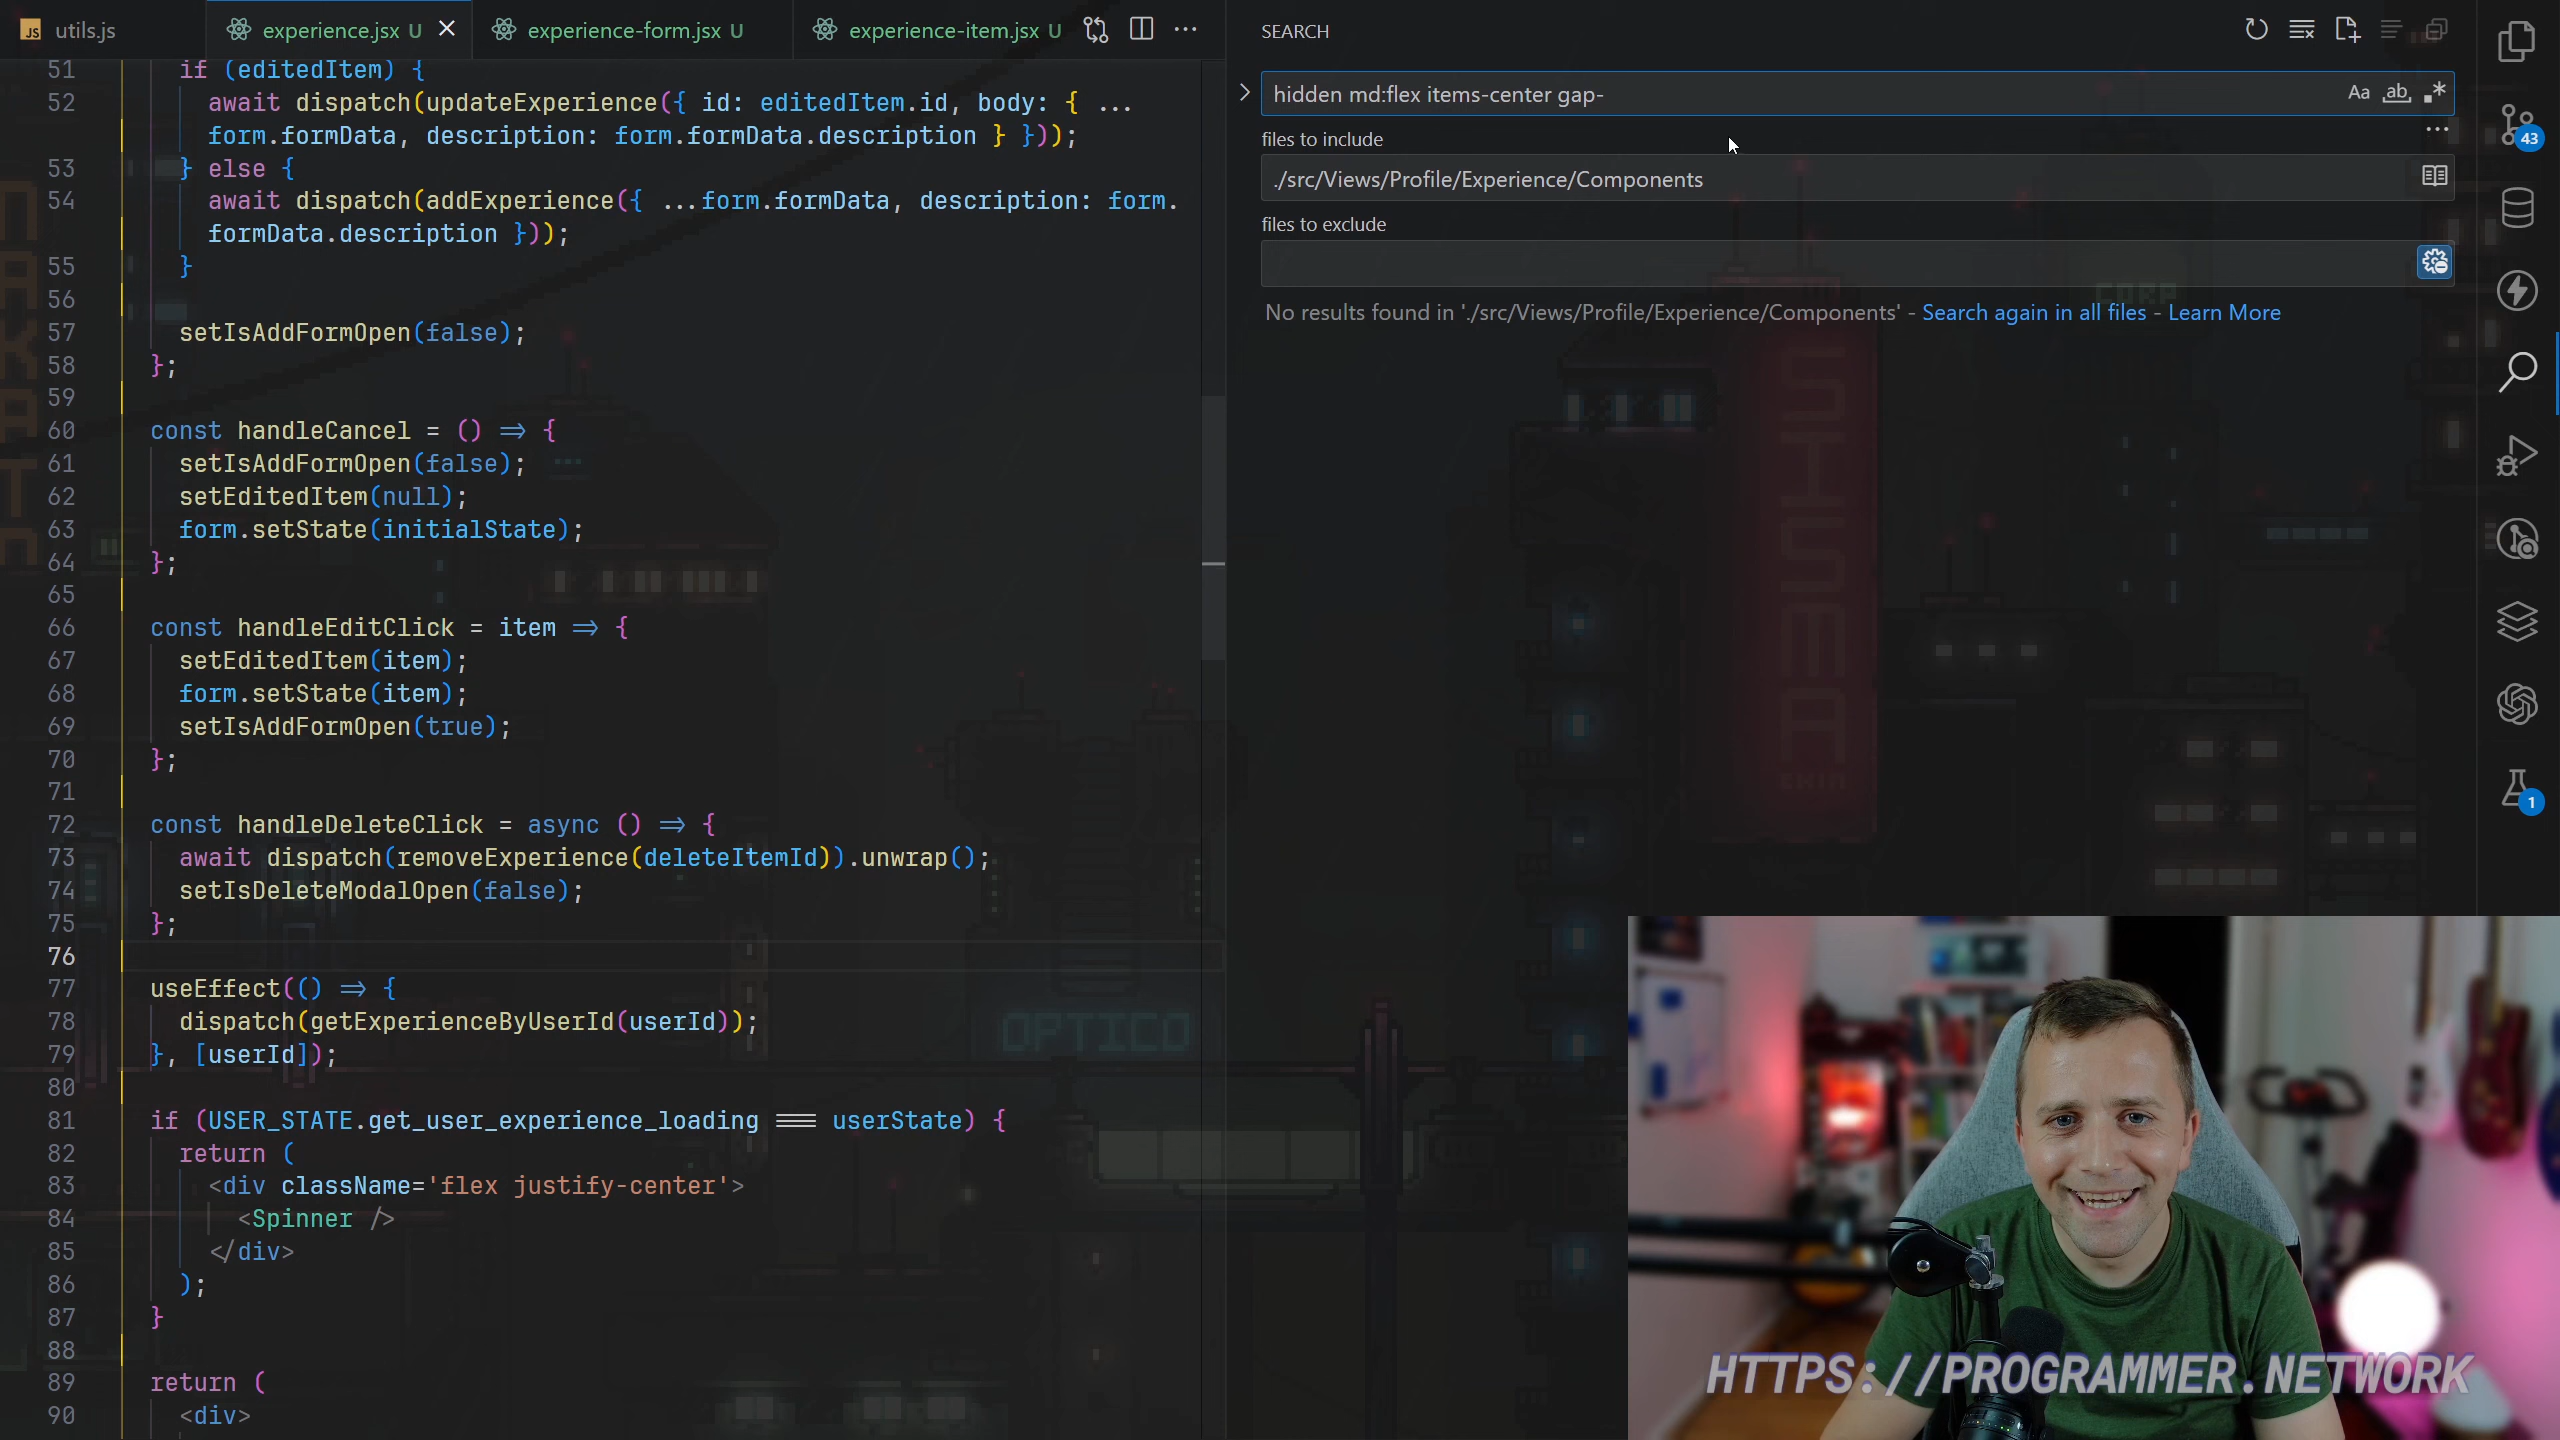 JS utils.js
experience.jsx U
experience-form.jsx U
experience-item.jsx U
51 if (editedItem) {
52 await dispatch(updateExperience({ id: editedItem.id, body: { ...
form.formData, description: form.formData.description } }));
53 } else {
54 await dispatch(addExperience({ ...form.formData, description: form.
formData.description }));
55 }
56
57 setIsAddFormOpen(false);
58 };
59
60 const handleCancel = () => {
61 setIsAddFormOpen(false);
62 setEditedItem(null);
63 form.setState(initialState);
64 };
65
66 const handleEditClick = item => {
67 setEditedItem(item);
68 form.setState(item);
69 setIsAddFormOpen(true);
70 };
71
72 const handleDeleteClick = async () => {
73 await dispatch(removeExperience(deleteItemId)).unwrap();
74 setIsDeleteModalOpen(false);
75 };
76
77 useEffect(() => {
78 dispatch(getExperienceByUserId(userId));
79 }, [userId]);
80
81 if (USER_STATE.get_user_experience_loading === userState) {
82 return (
83 <div className='flex justify-center'>
84 <Spinner />
85 </div>
86 );
87 }
88
89 return (
90 <div>
SEARCH
hidden md:flex items-center gap-
Aa ab .*
files to include
./src/Views/Profile/Experience/Components
files to exclude
No results found in './src/Views/Profile/Experience/Components' - Search again in all files - Learn More
43
1
STIGMA
OPTICO
CORP
HTTPS://PROGRAMMER.NETWORK